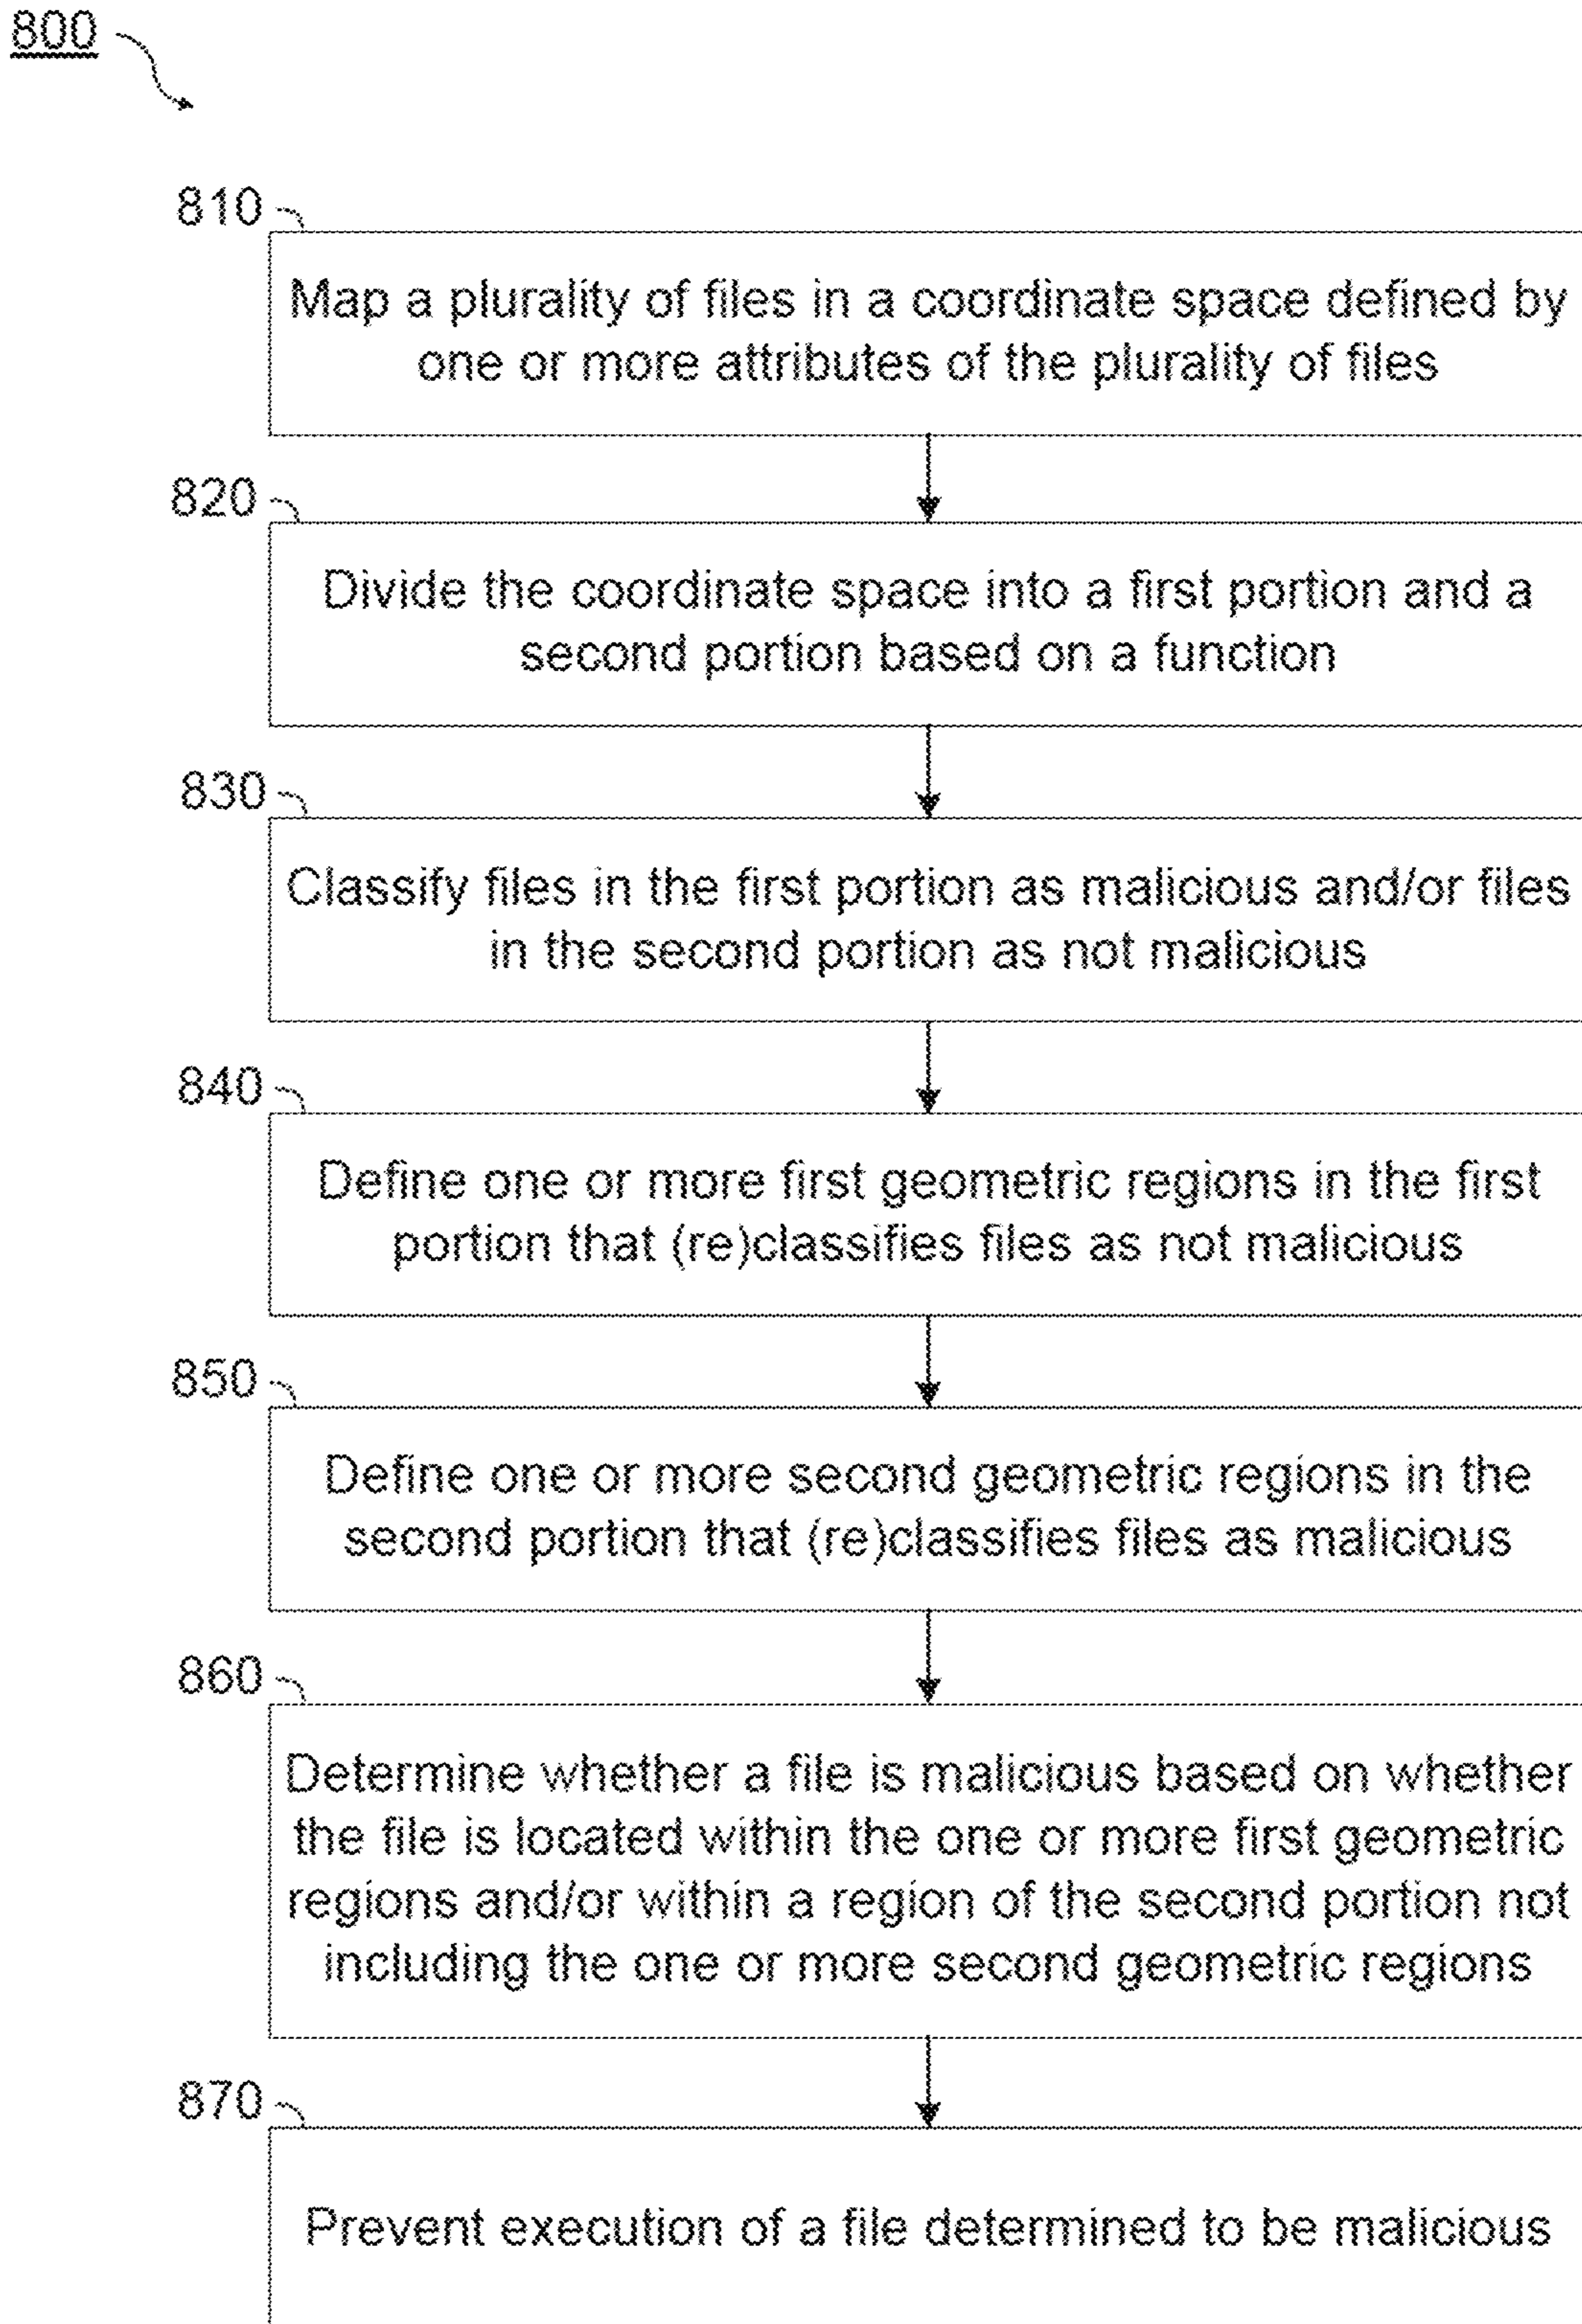 800
810
Map a plurality of files in a coordinate space defined by
one or more attributes of the plurality of files
820
Divide the coordinate space into a first portion and a
second portion based on a function
830
Classify files in the first portion as malicious and/or files
in the second portion as not malicious
840
Define one or more first geometric regions in the first
portion that (re)classifies files as not malicious
850
Define one or more second geometric regions in the
second portion that (re)classifies files as malicious
860
Determine whether a file is malicious based on whether
the file is located within the one or more first geometric
regions and/or within a region of the second portion not
including the one or more second geometric regions
870
Prevent execution of a file determined to be malicious